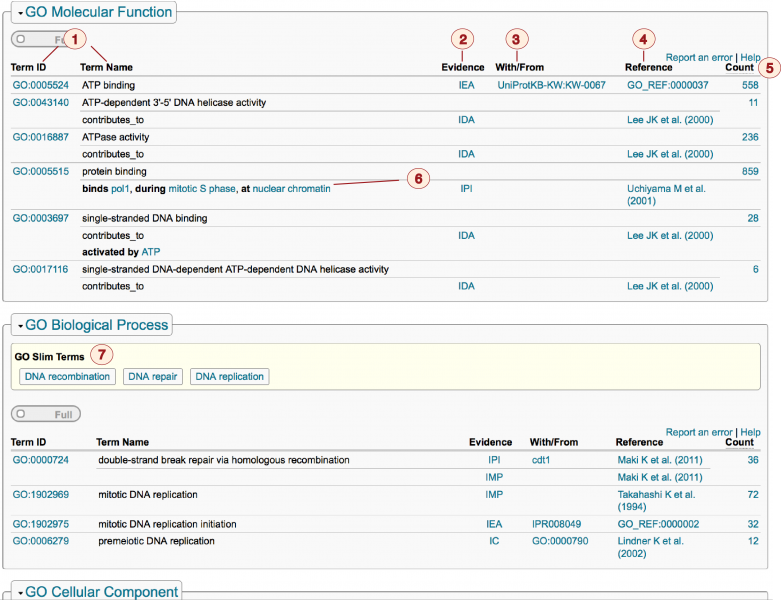 GO Molecular Function
1 2 3 4
Report an error | Help
Term ID Term Name Evidence With/From Reference Count 5
GO:0005524 ATP binding IEA UniProtKB-KW:KW-0067 GO_REF:0000037 558
GO:0043140 ATP-dependent 3'-5' DNA helicase activity 11
contributes_to IDA Lee JK et al. (2000)
GO:0016887 ATPase activity 236
contributes_to IDA Lee JK et al. (2000)
GO:0005515 protein binding 859
binds pol1, during mitotic S phase, at nuclear chromatin 6 IPI Uchiyama M et al.
(2001)
GO:0003697 single-stranded DNA binding 28
contributes_to IDA Lee JK et al. (2000)
activated by ATP
GO:0017116 single-stranded DNA-dependent ATP-dependent DNA helicase activity 6
contributes_to IDA Lee JK et al. (2000)
GO Biological Process
GO Slim Terms 7
DNA recombination DNA repair DNA replication
Full
Report an error | Help
Term ID Term Name Evidence With/From Reference Count
GO:0000724 double-strand break repair via homologous recombination IPI cdt1 Maki K et al. (2011) 36
IMP Maki K et al. (2011)
GO:1902969 mitotic DNA replication IMP Takahashi K et al. 72
(1994)
GO:1902975 mitotic DNA replication initiation IEA IPR008049 GO_REF:0000002 32
GO:0006279 premeiotic DNA replication IC GO:0000790 Lindner K et al. 12
(2002)
GO Cellular Component